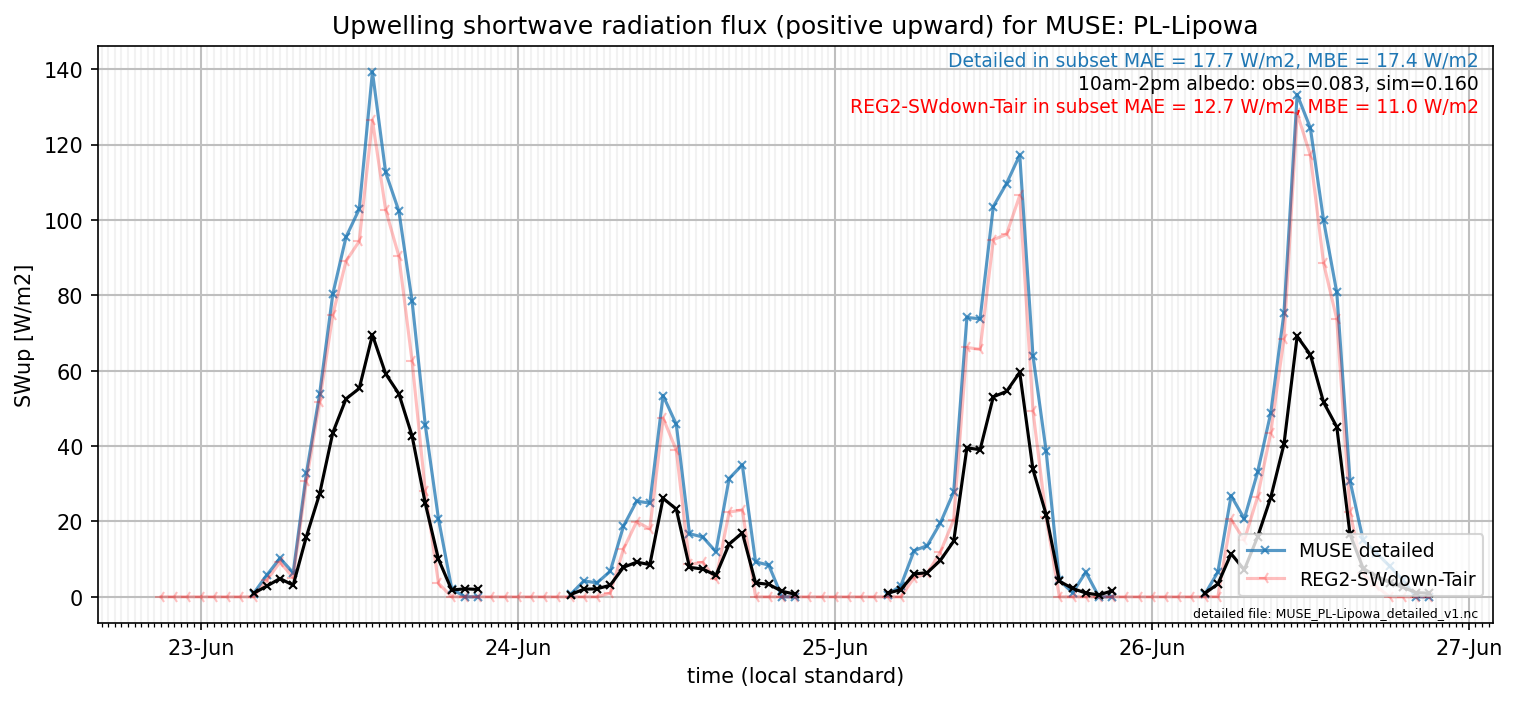 Upwelling shortwave radiation flux (positive upward) for MUSE: PL-Lipowa
Detailed in subset MAE = 17.7 W/m2, MBE = 17.4 W/m2
10am-2pm albedo: obs=0.083, sim=0.160
REG2-SWdown-Tair in subset MAE = 12.7 W/m2, MBE = 11.0 W/m2
SWup [W/m2]
140
120
100
80
60
40
20
0
MUSE detailed
REG2-SWdown-Tair
detailed file: MUSE_PL-Lipowa_detailed_v1.nc
23-Jun 24-Jun 25-Jun 26-Jun 27-Jun
time (local standard)